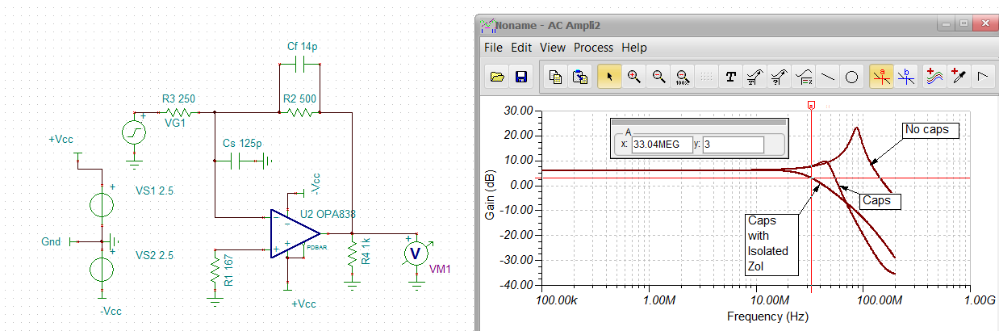 Cf 14p
R3 250
R2 500
VG1
+
+Vcc
Cs 125p
VS1 2.5
+
-Vcc
U2 OPA838
Gnd
PDBAR
VS2 2.5
+
R1 167
R4 1k
+
V
VM1
-Vcc
+Vcc
Noname - AC Ampli2
File Edit View Process Help
100%
T
a
b
30.00
20.00
10.00
0.00
-10.00
-20.00
-30.00
-40.00
Gain (dB)
a
A
x: 33.04MEG y: 3
No caps
Caps
Caps
with
Isolated
Zol
100.00k 1.00M 10.00M 100.00M 1.00G
Frequency (Hz)